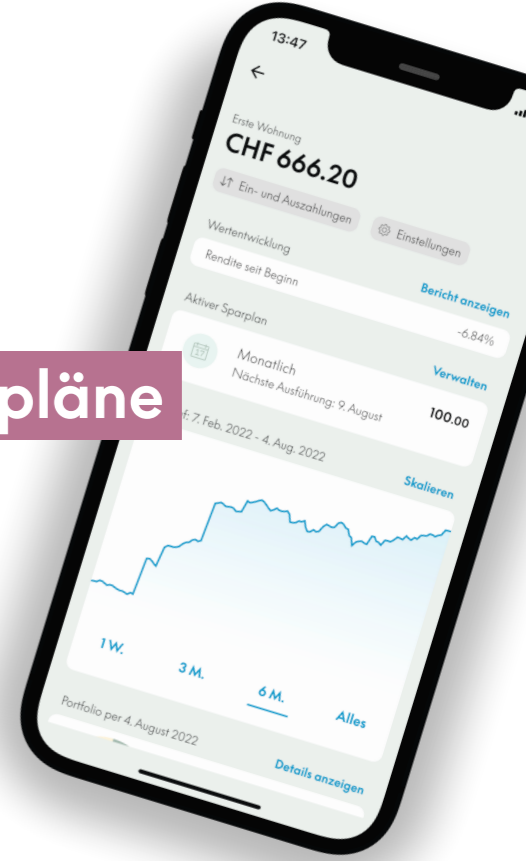 13:47
Erste Wohnung
CHF 666.20
Ein- und Auszahlungen
Einstellungen
Wertentwicklung
Bericht anzeigen
Rendite seit Beginn
-6.84%
Aktiver Sparplan
Verwalten
17
Monatlich
Nächste Ausführung: 9. August
100.00
pläne
f: 7. Feb. 2022 - 4. Aug. 2022
Skalieren
1 W.
3 M.
6 M.
Alles
Portfolio per 4. August 2022
Details anzeigen